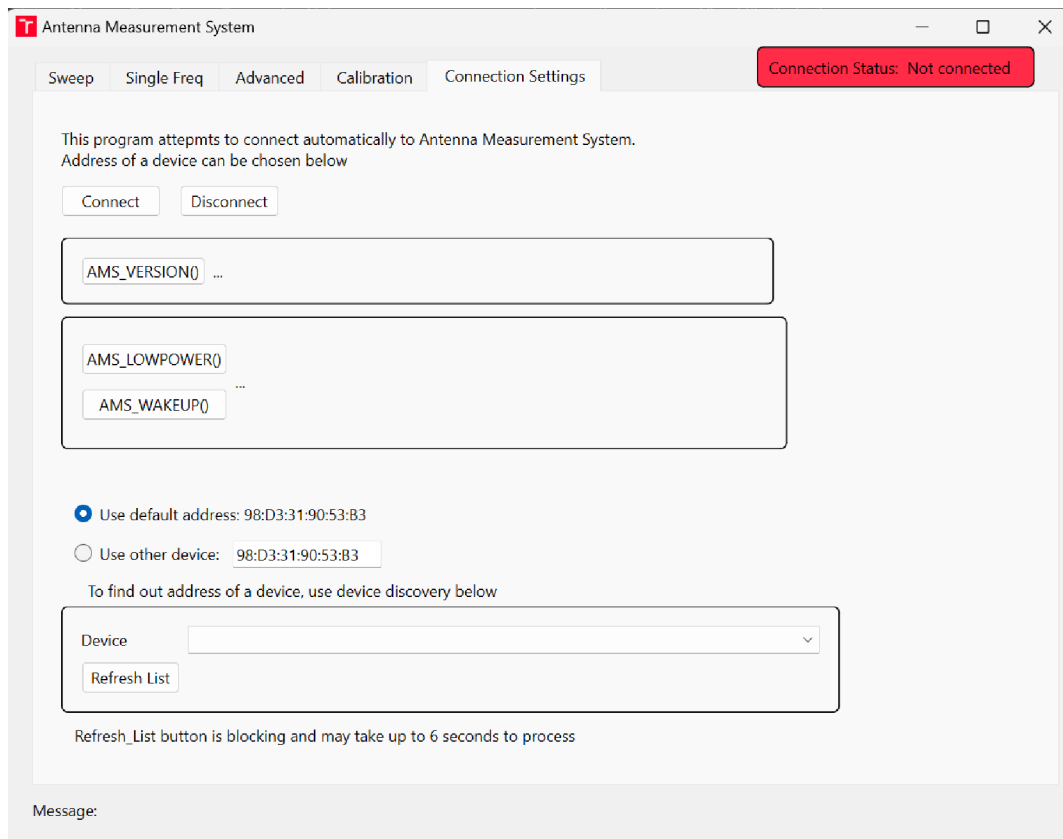 T Antenna Measurement System
Sweep Single Freq Advanced Calibration Connection Settings
Connection Status: Not connected
This program attepmts to connect automatically to Antenna Measurement System.
Address of a device can be chosen below
Connect Disconnect
AMS_VERSION() ...
AMS_LOWPOWER()
...
AMS_WAKEUP()
Use default address: 98:D3:31:90:53:B3
Use other device: 98:D3:31:90:53:B3
To find out address of a device, use device discovery below
Device
Refresh List
Refresh_List button is blocking and may take up to 6 seconds to process
Message: